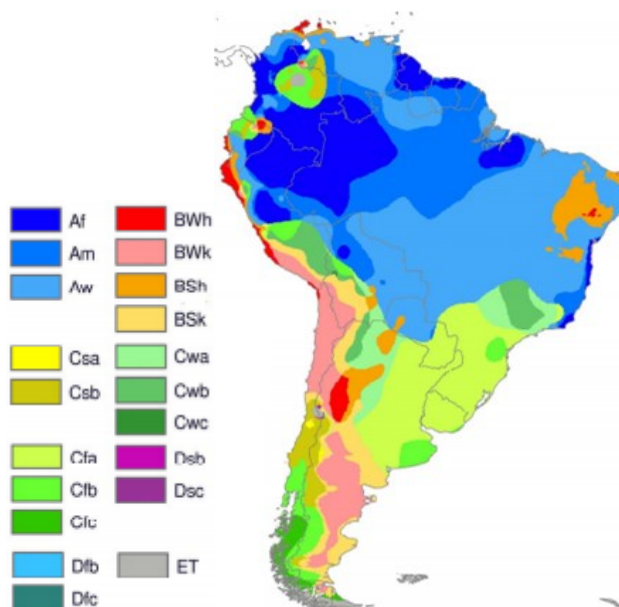 Af
Am
Aw
Csa
Csb
Cfa
Cfb
Cfc
Dfb
Dfc
BWh
BWk
BSh
BSk
Cwa
Cwb
Cwc
Dsb
Dsc
ET